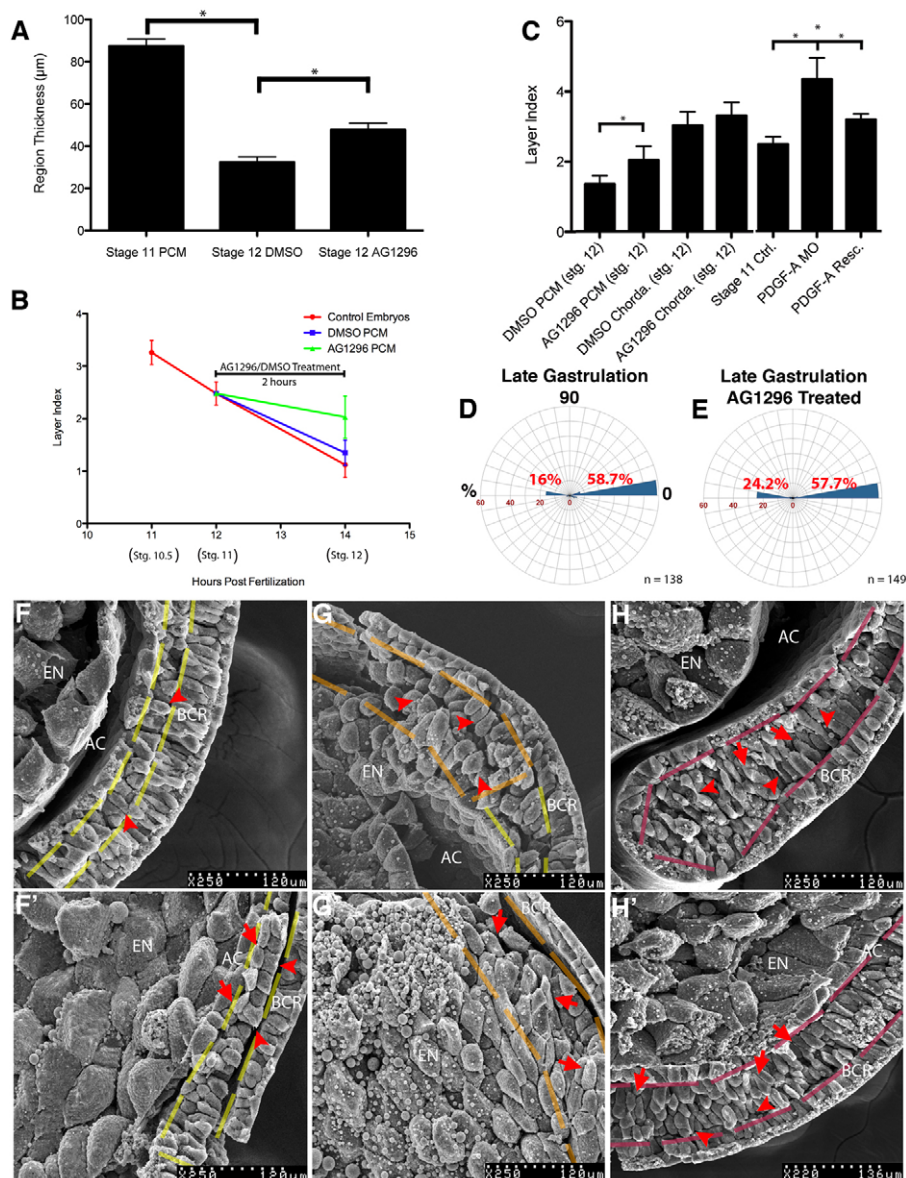 A
Region Thickness (μm)
100
80
60
40
20
0
*
*
Stage 11 PCM
Stage 12 DMSO
Stage 12 AG1296
C
Layer Index
6
4
2
0
*
*
*
*
DMSO PCM (stg. 12)
AG1296 PCM (stg. 12)
DMSO Chorda. (stg. 12)
AG1296 Chorda. (stg. 12)
Stage 11 Ctrl.
PDGF-A MO
PDGF-A Resc.
B
Layer Index
4
3
2
1
0
Control Embryos
DMSO PCM
AG1296 PCM
AG1296/DMSO Treatment
2 hours
10
11
12
13
14
15
(Stg. 10.5)
(Stg. 11)
(Stg. 12)
Hours Post Fertilization
D
Late Gastrulation
90
16%
58.7%
%
0
60
40
20
0
n = 138
E
Late Gastrulation
AG1296 Treated
24.2%
57.7%
60
40
20
0
n = 149
F
EN
AC
BCR
X250 120um
G
EN
AC
BCR
X250 120um
H
AC
EN
BCR
X250 120um
F'
EN
AC
BCR
X250 120um
G'
BCR
EN
X250 120um
H'
AC
EN
BCR
X220 136um